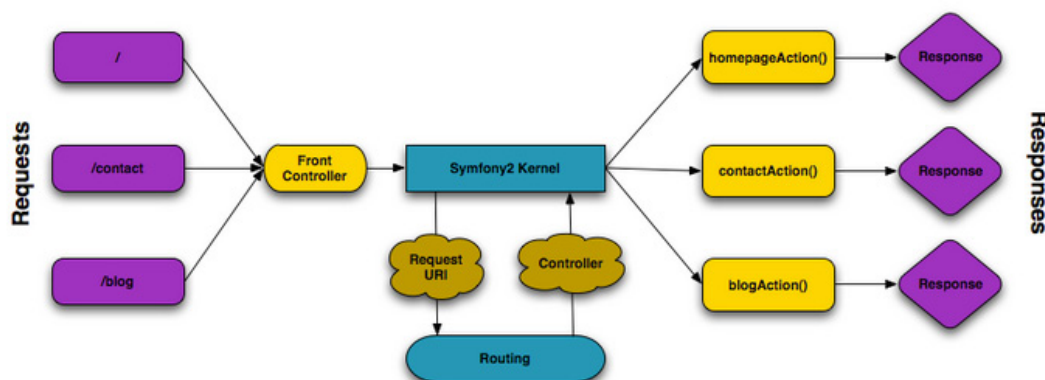 Requests
/
/contact
/blog
Front
Controller
Symfony2 Kernel
Request
URI
Controller
Routing
homepageAction()
contactAction()
blogAction()
Response
Response
Response
Responses